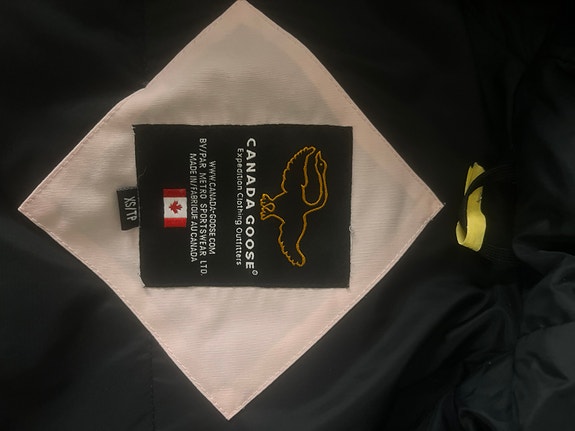 CANADA GOOSE®
Expedition Clothing Outfitters
WWW.CANADA-GOOSE.COM
BY/PAR METRO SPORTSWEAR LTD.
MADE IN/FABRIQUE AU CANADA
XS/TP